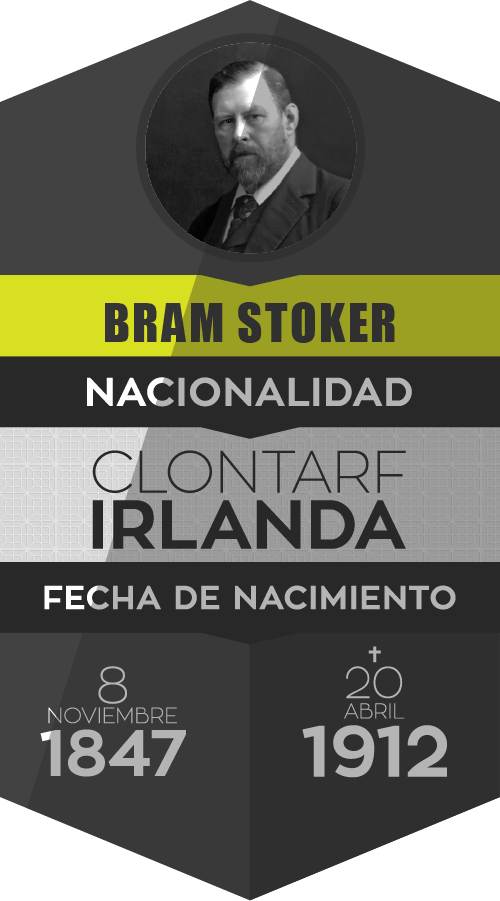 BRAM STOKER
NACIONALIDAD
CLONTARF
IRLANDA
FECHA DE NACIMIENTO
8
NOVIEMBRE
1847
✝
20
ABRIL
1912